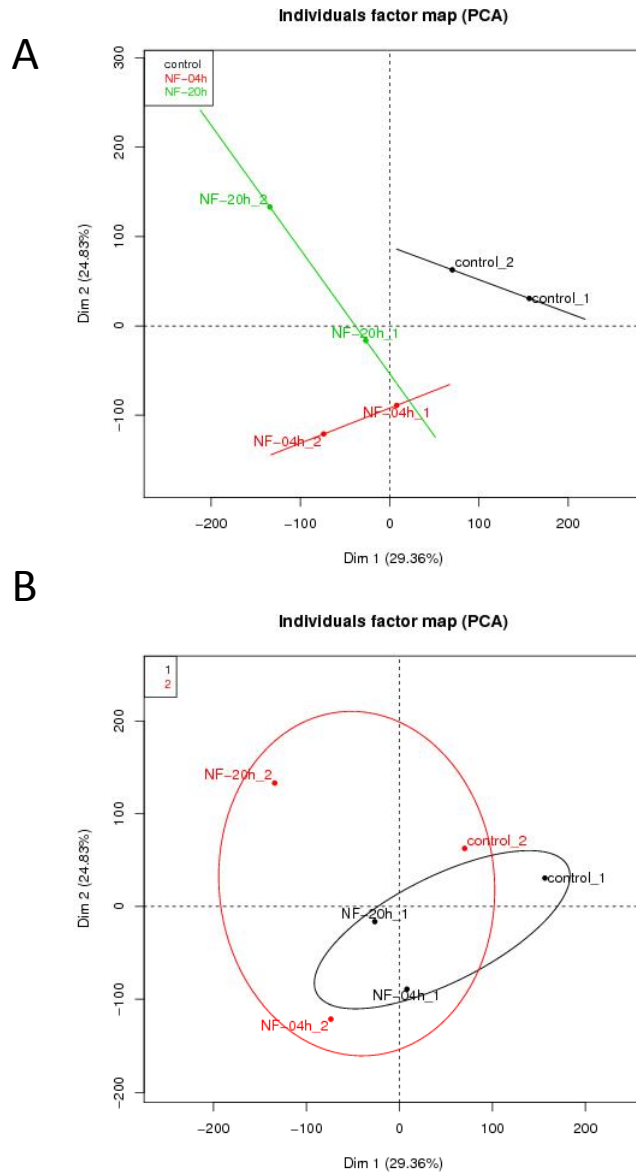 A
Individuals factor map (PCA)
control
NF−04h
NF−20h
300
200
100
0
−100
Dim 2 (24.83%)
NF−20h_2
control_2
control_1
NF−20h_1
NF−04h_1
NF−04h_2
−200
−100
0
100
200
Dim 1 (29.36%)
B
Individuals factor map (PCA)
1
2
200
100
0
−100
−200
Dim 2 (24.83%)
NF−20h_2
control_2
control_1
NF−20h_1
NF−04h_1
NF−04h_2
−200
−100
0
100
200
Dim 1 (29.36%)